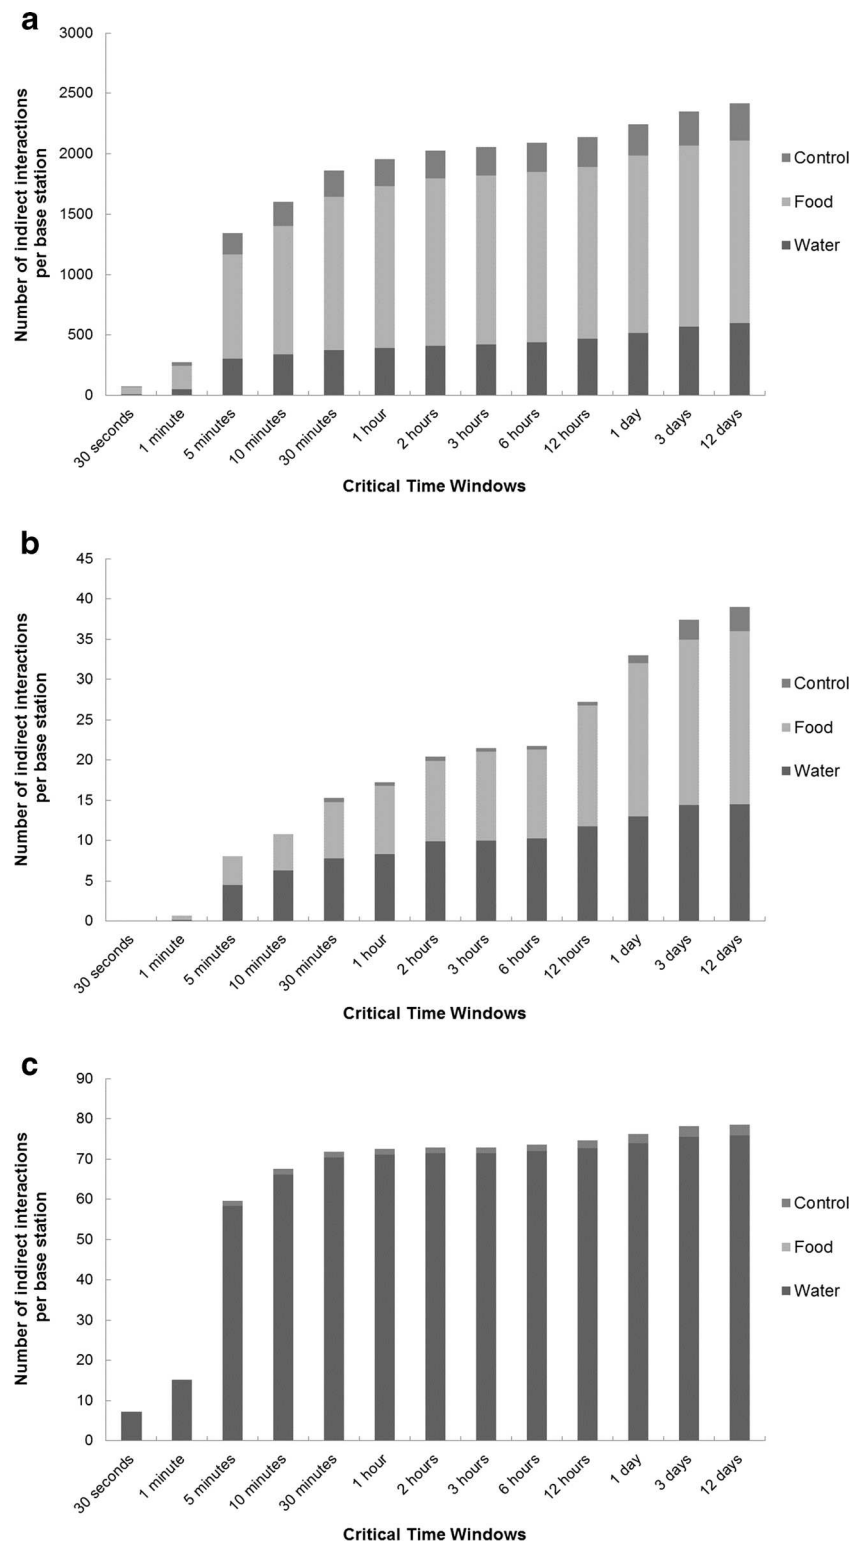 a
3000
2500
2000
1500
1000
500
0
Number of indirect interactions
per base station
Control
Food
Water
30 seconds
1 minute
5 minutes
10 minutes
30 minutes
1 hour
2 hours
3 hours
6 hours
12 hours
1 day
3 days
12 days
Critical Time Windows
b
45
40
35
30
25
20
15
10
5
0
Number of indirect interactions
per base station
Control
Food
Water
30 seconds
1 minute
5 minutes
10 minutes
30 minutes
1 hour
2 hours
3 hours
6 hours
12 hours
1 day
3 days
12 days
Critical Time Windows
c
90
80
70
60
50
40
30
20
10
0
Number of indirect interactions
per base station
Control
Food
Water
30 seconds
1 minute
5 minutes
10 minutes
30 minutes
1 hour
2 hours
3 hours
6 hours
12 hours
1 day
3 days
12 days
Critical Time Windows